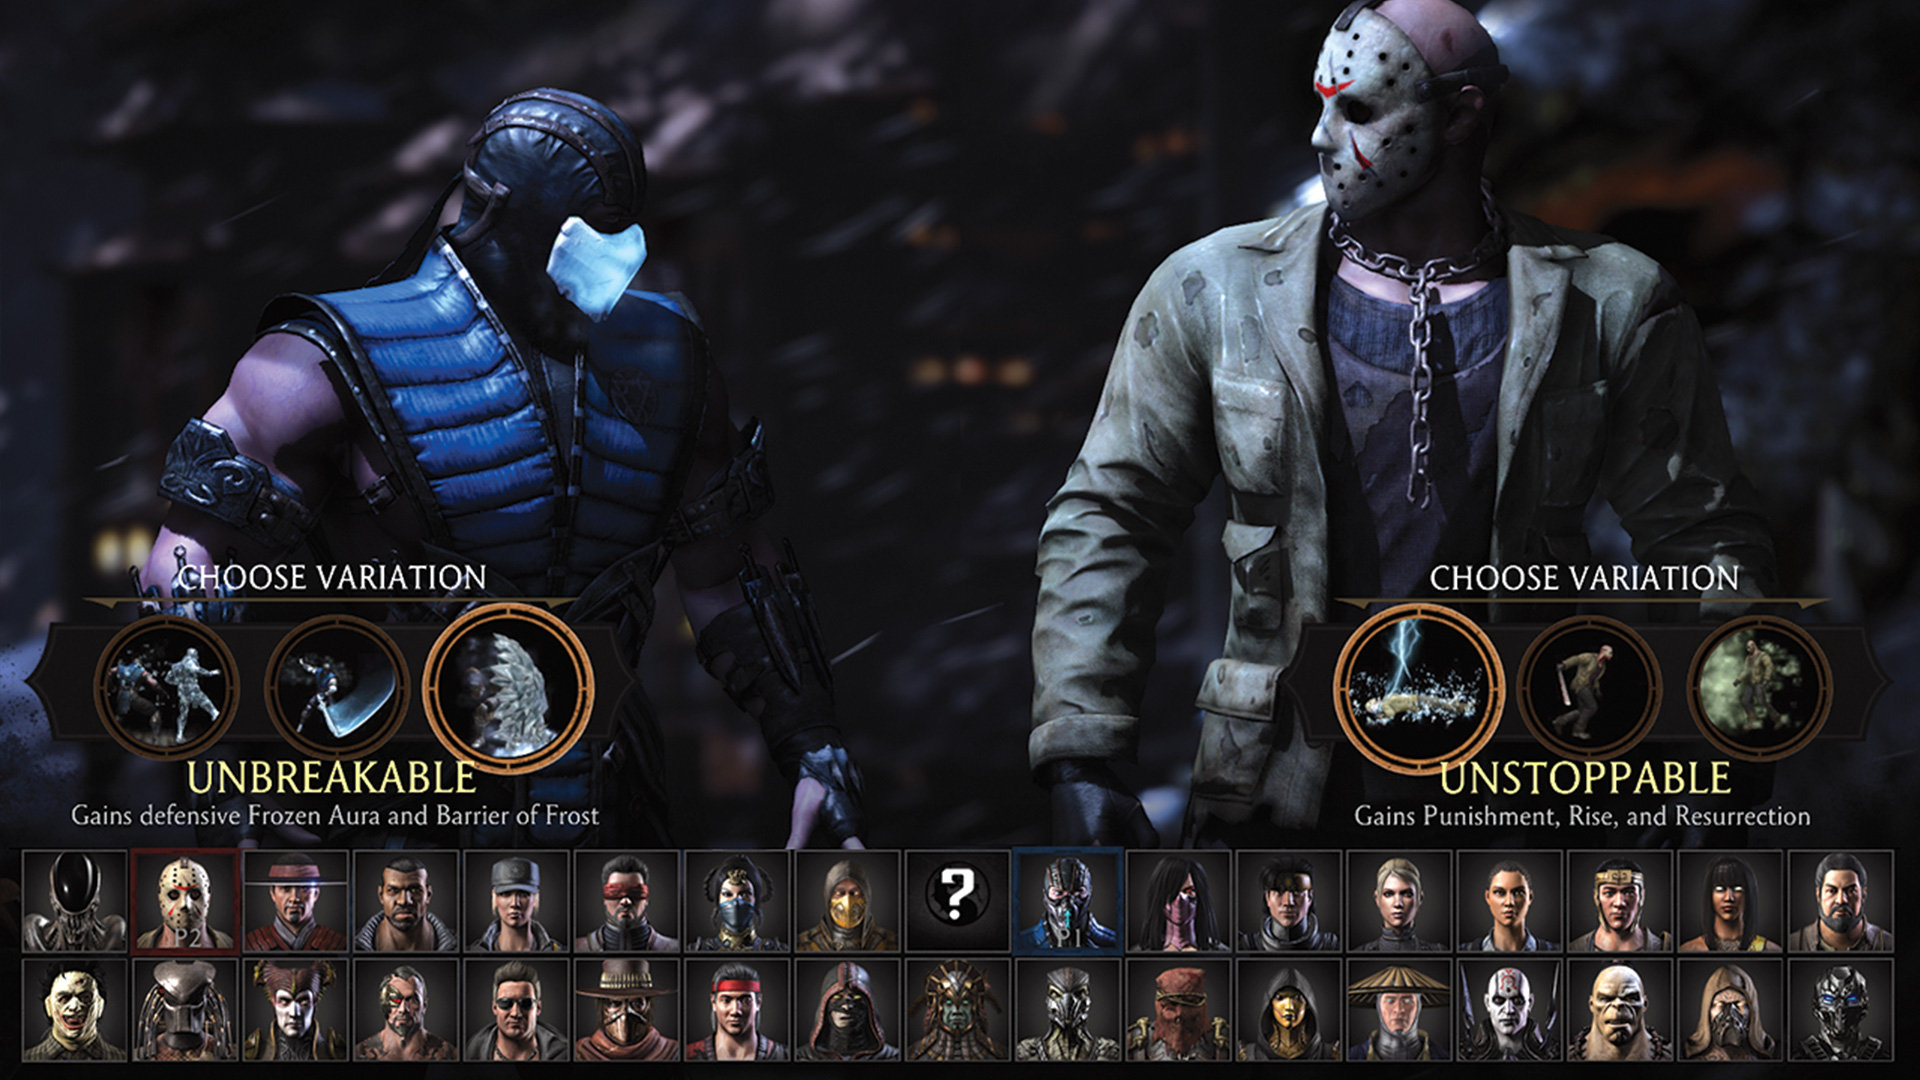 CHOOSE VARIATION
UNBREAKABLE
Gains defensive Frozen Aura and Barrier of Frost
CHOOSE VARIATION
UNSTOPPABLE
Gains Punishment, Rise, and Resurrection
P2
?
P1